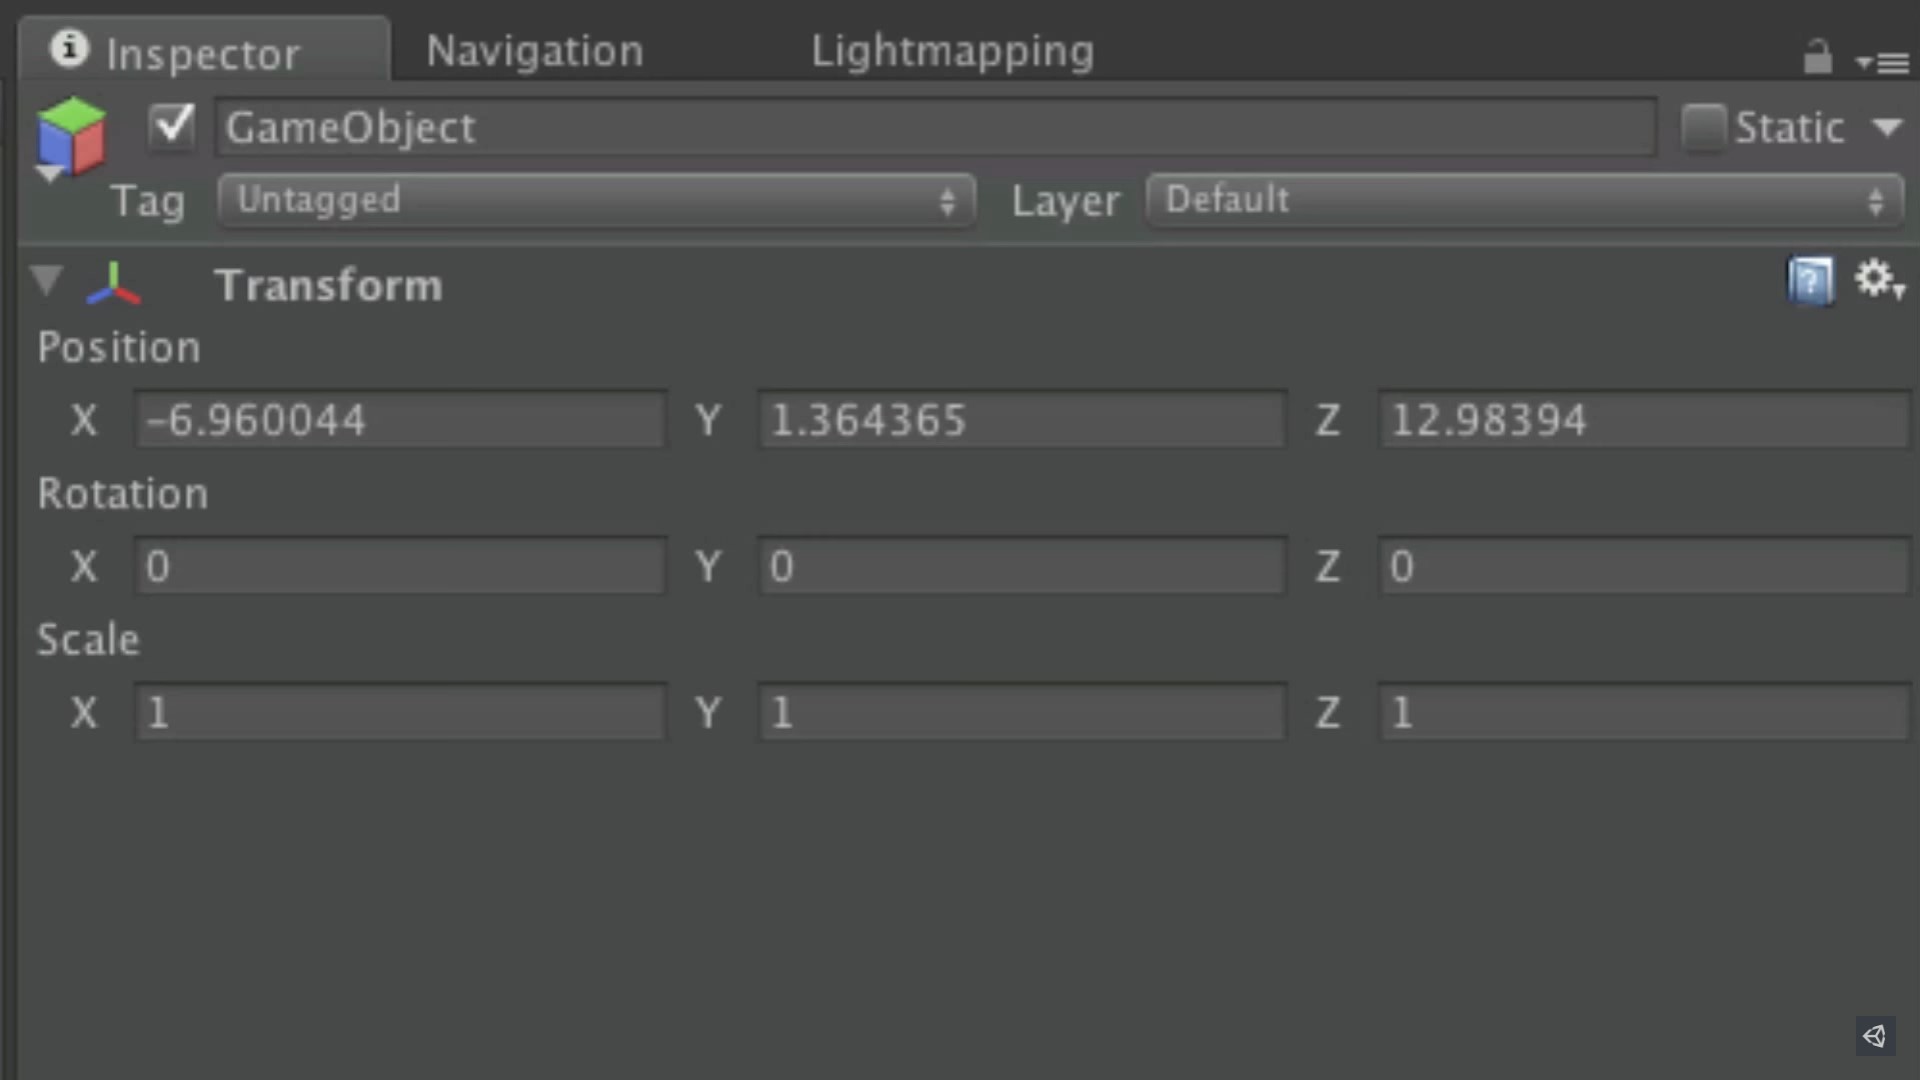 Inspector Navigation Lightmapping
GameObject Static
Tag Untagged Layer Default
Transform
Position
X -6.960044 Y 1.364365 Z 12.98394
Rotation
X 0 Y 0 Z 0
Scale
X 1 Y 1 Z 1